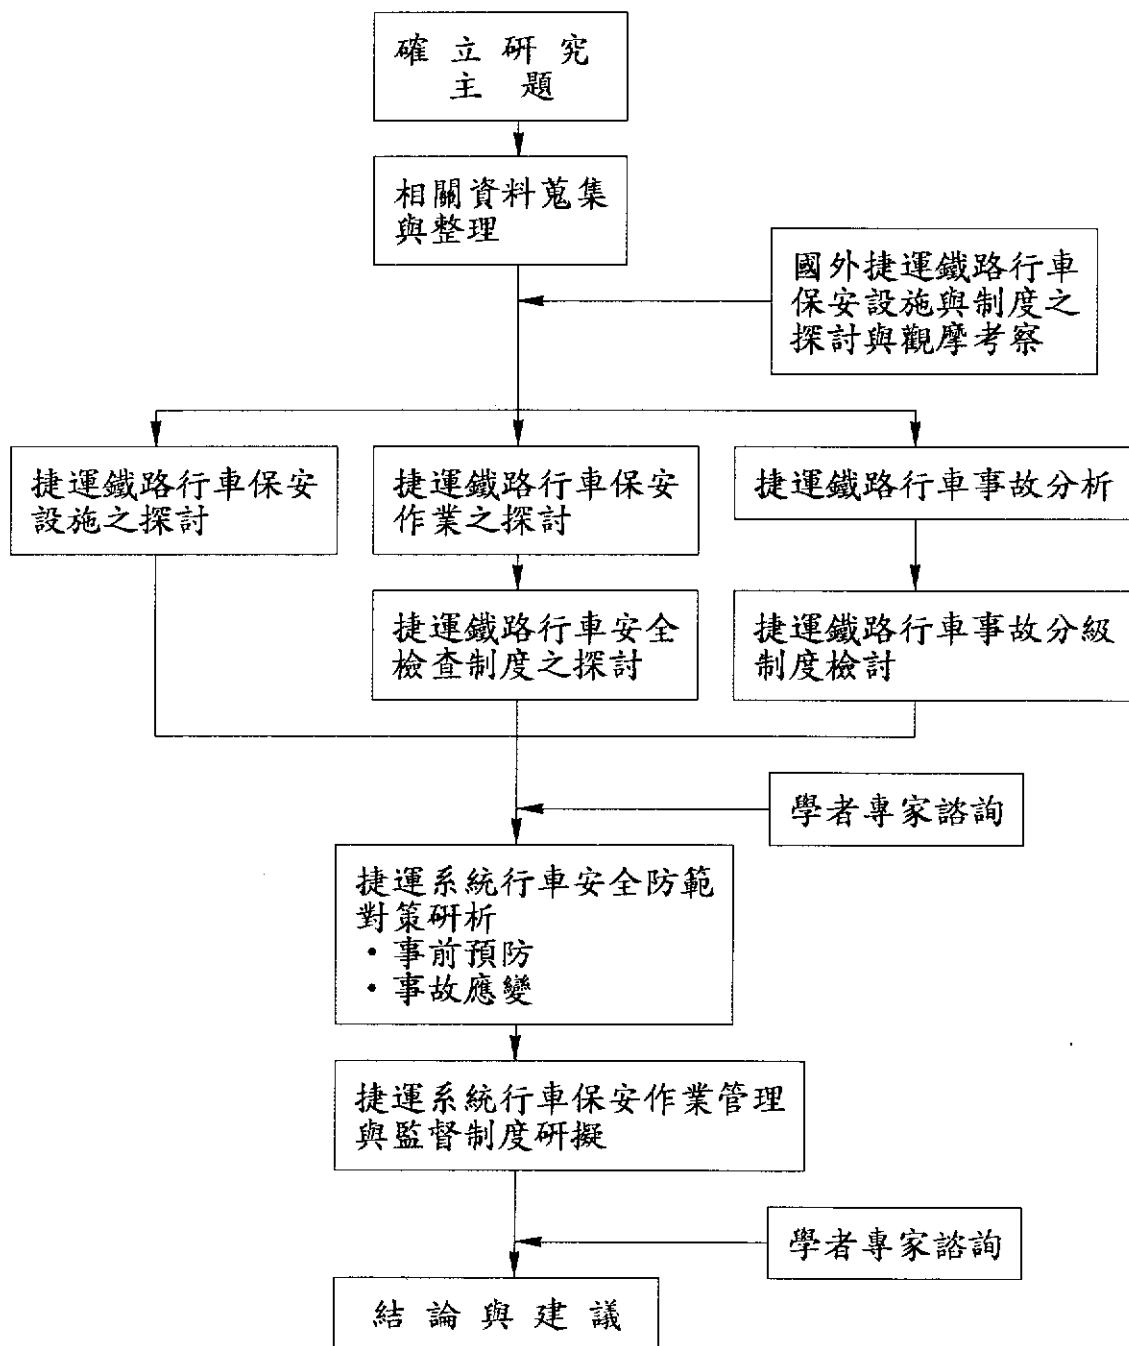 確立研究
主題
相關資料蒐集
與整理
國外捷運鐵路行車
保安設施與制度之
探討與觀摩考察
捷運鐵路行車保安
設施之探討
捷運鐵路行車保安
作業之探討
捷運鐵路行車事故分析
捷運鐵路行車安全
檢查制度之探討
捷運鐵路行車事故分級
制度檢討
學者專家諮詢
捷運系統行車安全防範
對策研析
・事前預防
・事故應變
捷運系統行車保安作業管理
與監督制度研擬
學者專家諮詢
結論與建議